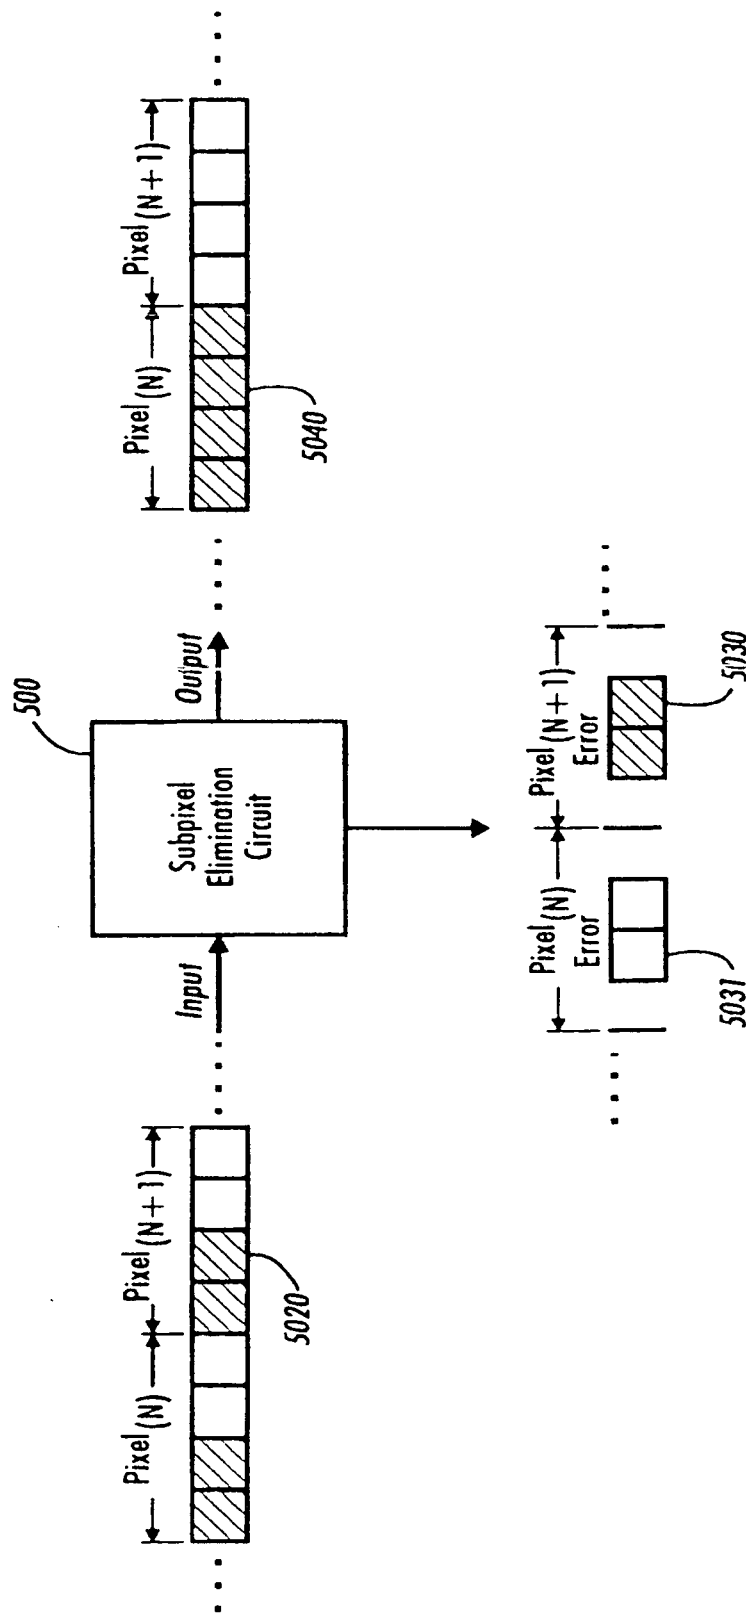 Pixel(N)
Pixel(N+1)
5020
Input
500
Subpixel
Elimination
Circuit
Output
Pixel(N)
Pixel(N+1)
5040
Pixel(N)
Error
Pixel(N+1)
Error
5031
5030